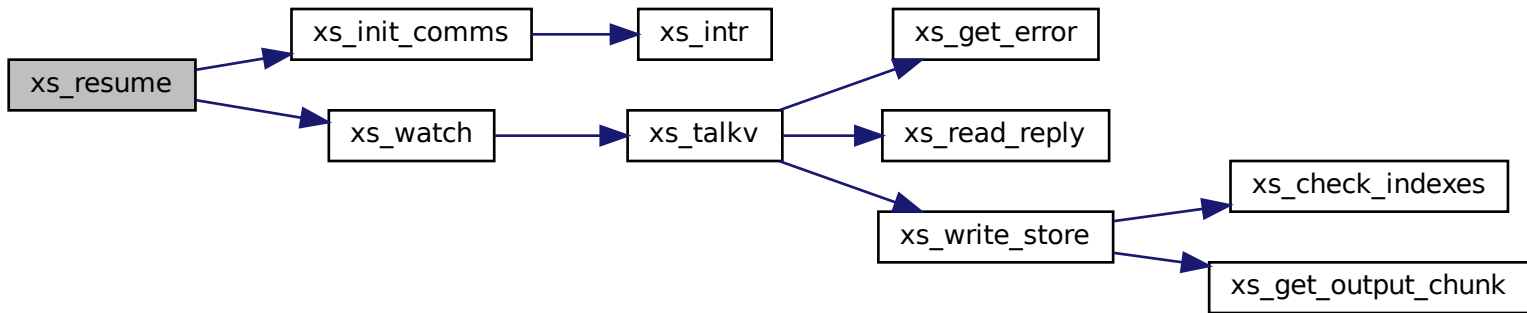 xs_resume
xs_init_comms
xs_intr
xs_watch
xs_talkv
xs_get_error
xs_read_reply
xs_write_store
xs_check_indexes
xs_get_output_chunk